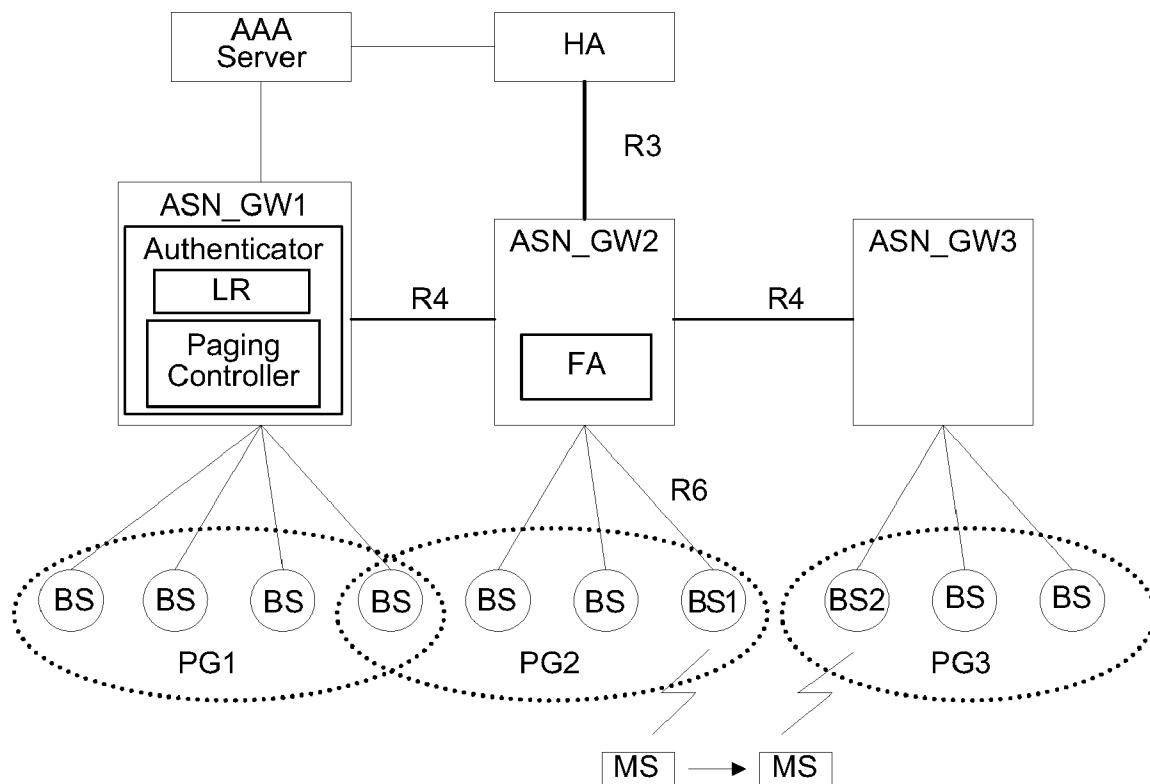 AAA
Server
HA
R3
ASN_GW1
Authenticator
LR
Paging
Controller
R4
ASN_GW2
FA
R4
ASN_GW3
R6
BS
BS
BS
BS
BS
BS
BS1
BS2
BS
BS
PG1
PG2
PG3
MS
MS